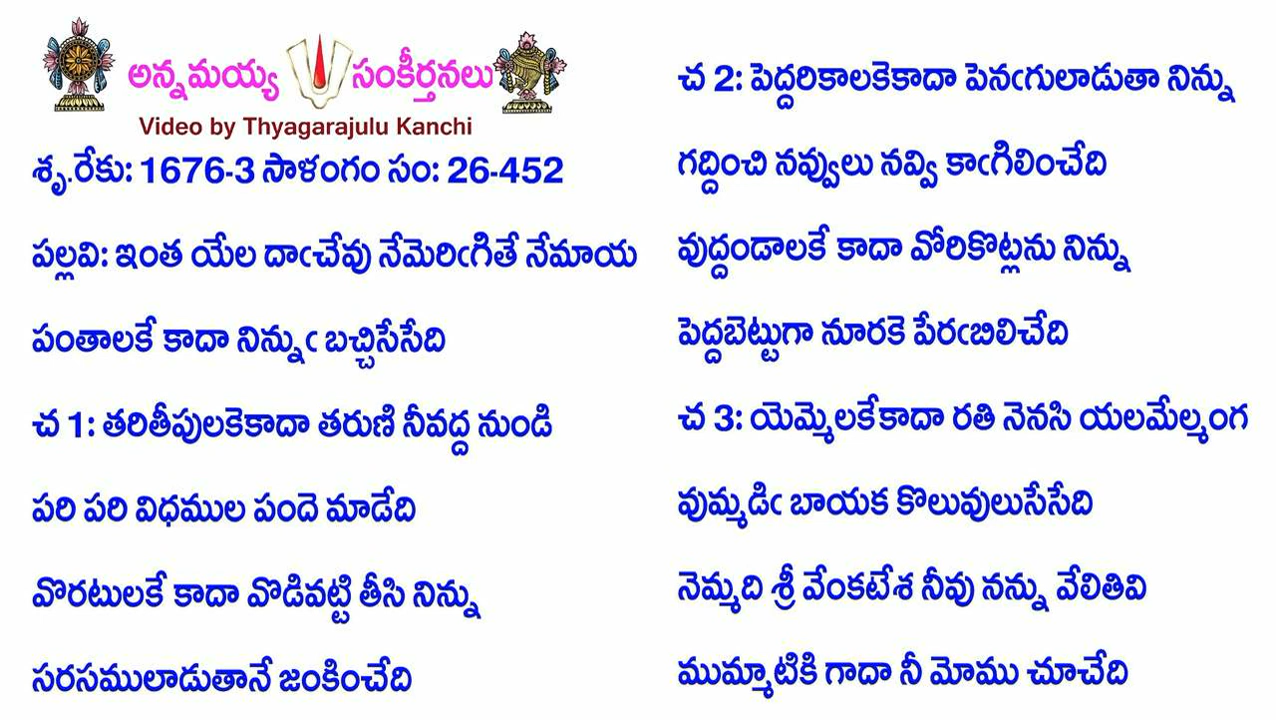 అన్నమయ్య సంకీర్తనలు
Video by Thyagarajulu Kanchi
శృ.రేకు: 1676-3 సాళంగం సం: 26-452
పల్లవి: ఇంత యేల దాఁచేవు నేమెరిఁగితే నేమాయ
పంతాలకే కాదా నిన్నుఁ బచ్చిసేసేది
చ 1: తరితీపులకెకాదా తరుణి నీవద్ద నుండి
పరి పరి విధముల పందె మాడేది
వొరటులకే కాదా వొడివట్టి తీసి నిన్ను
సరసములాడుతానే జంకించేది
చ 2: పెద్దరికాలకెకాదా పెనఁగులాడుతా నిన్ను
గద్దించి నవ్వులు నవ్వి కాఁగిలించేది
వుద్దండాలకే కాదా వోరికొట్లను నిన్ను
పెద్దబెట్టుగా నూరకె పేరఁబిలిచేది
చ 3: యెమ్మెలకేకాదా రతి నెనసి యలమేల్మంగ
వుమ్మడిఁ బాయక కొలువులుసేసేది
నెమ్మది శ్రీ వేంకటేశ నీవు నన్ను వేలితివి
ముమ్మాటికి గాదా నీ మోము చూచేది